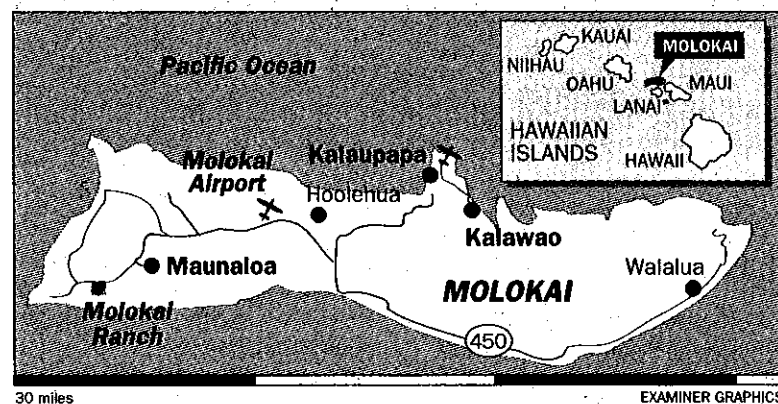 Pacific Ocean
KAUAI
MOLOKAI
NIIHAU
OAHU
MAUI
LANAI
HAWAIIAN
ISLANDS
HAWAII
Molokai
Airport
Kalaupapa
Hoolehua
Kalawao
Maunaloa
MOLOKAI
Walalua
Molokai
Ranch
450
30 miles
EXAMINER GRAPHICS